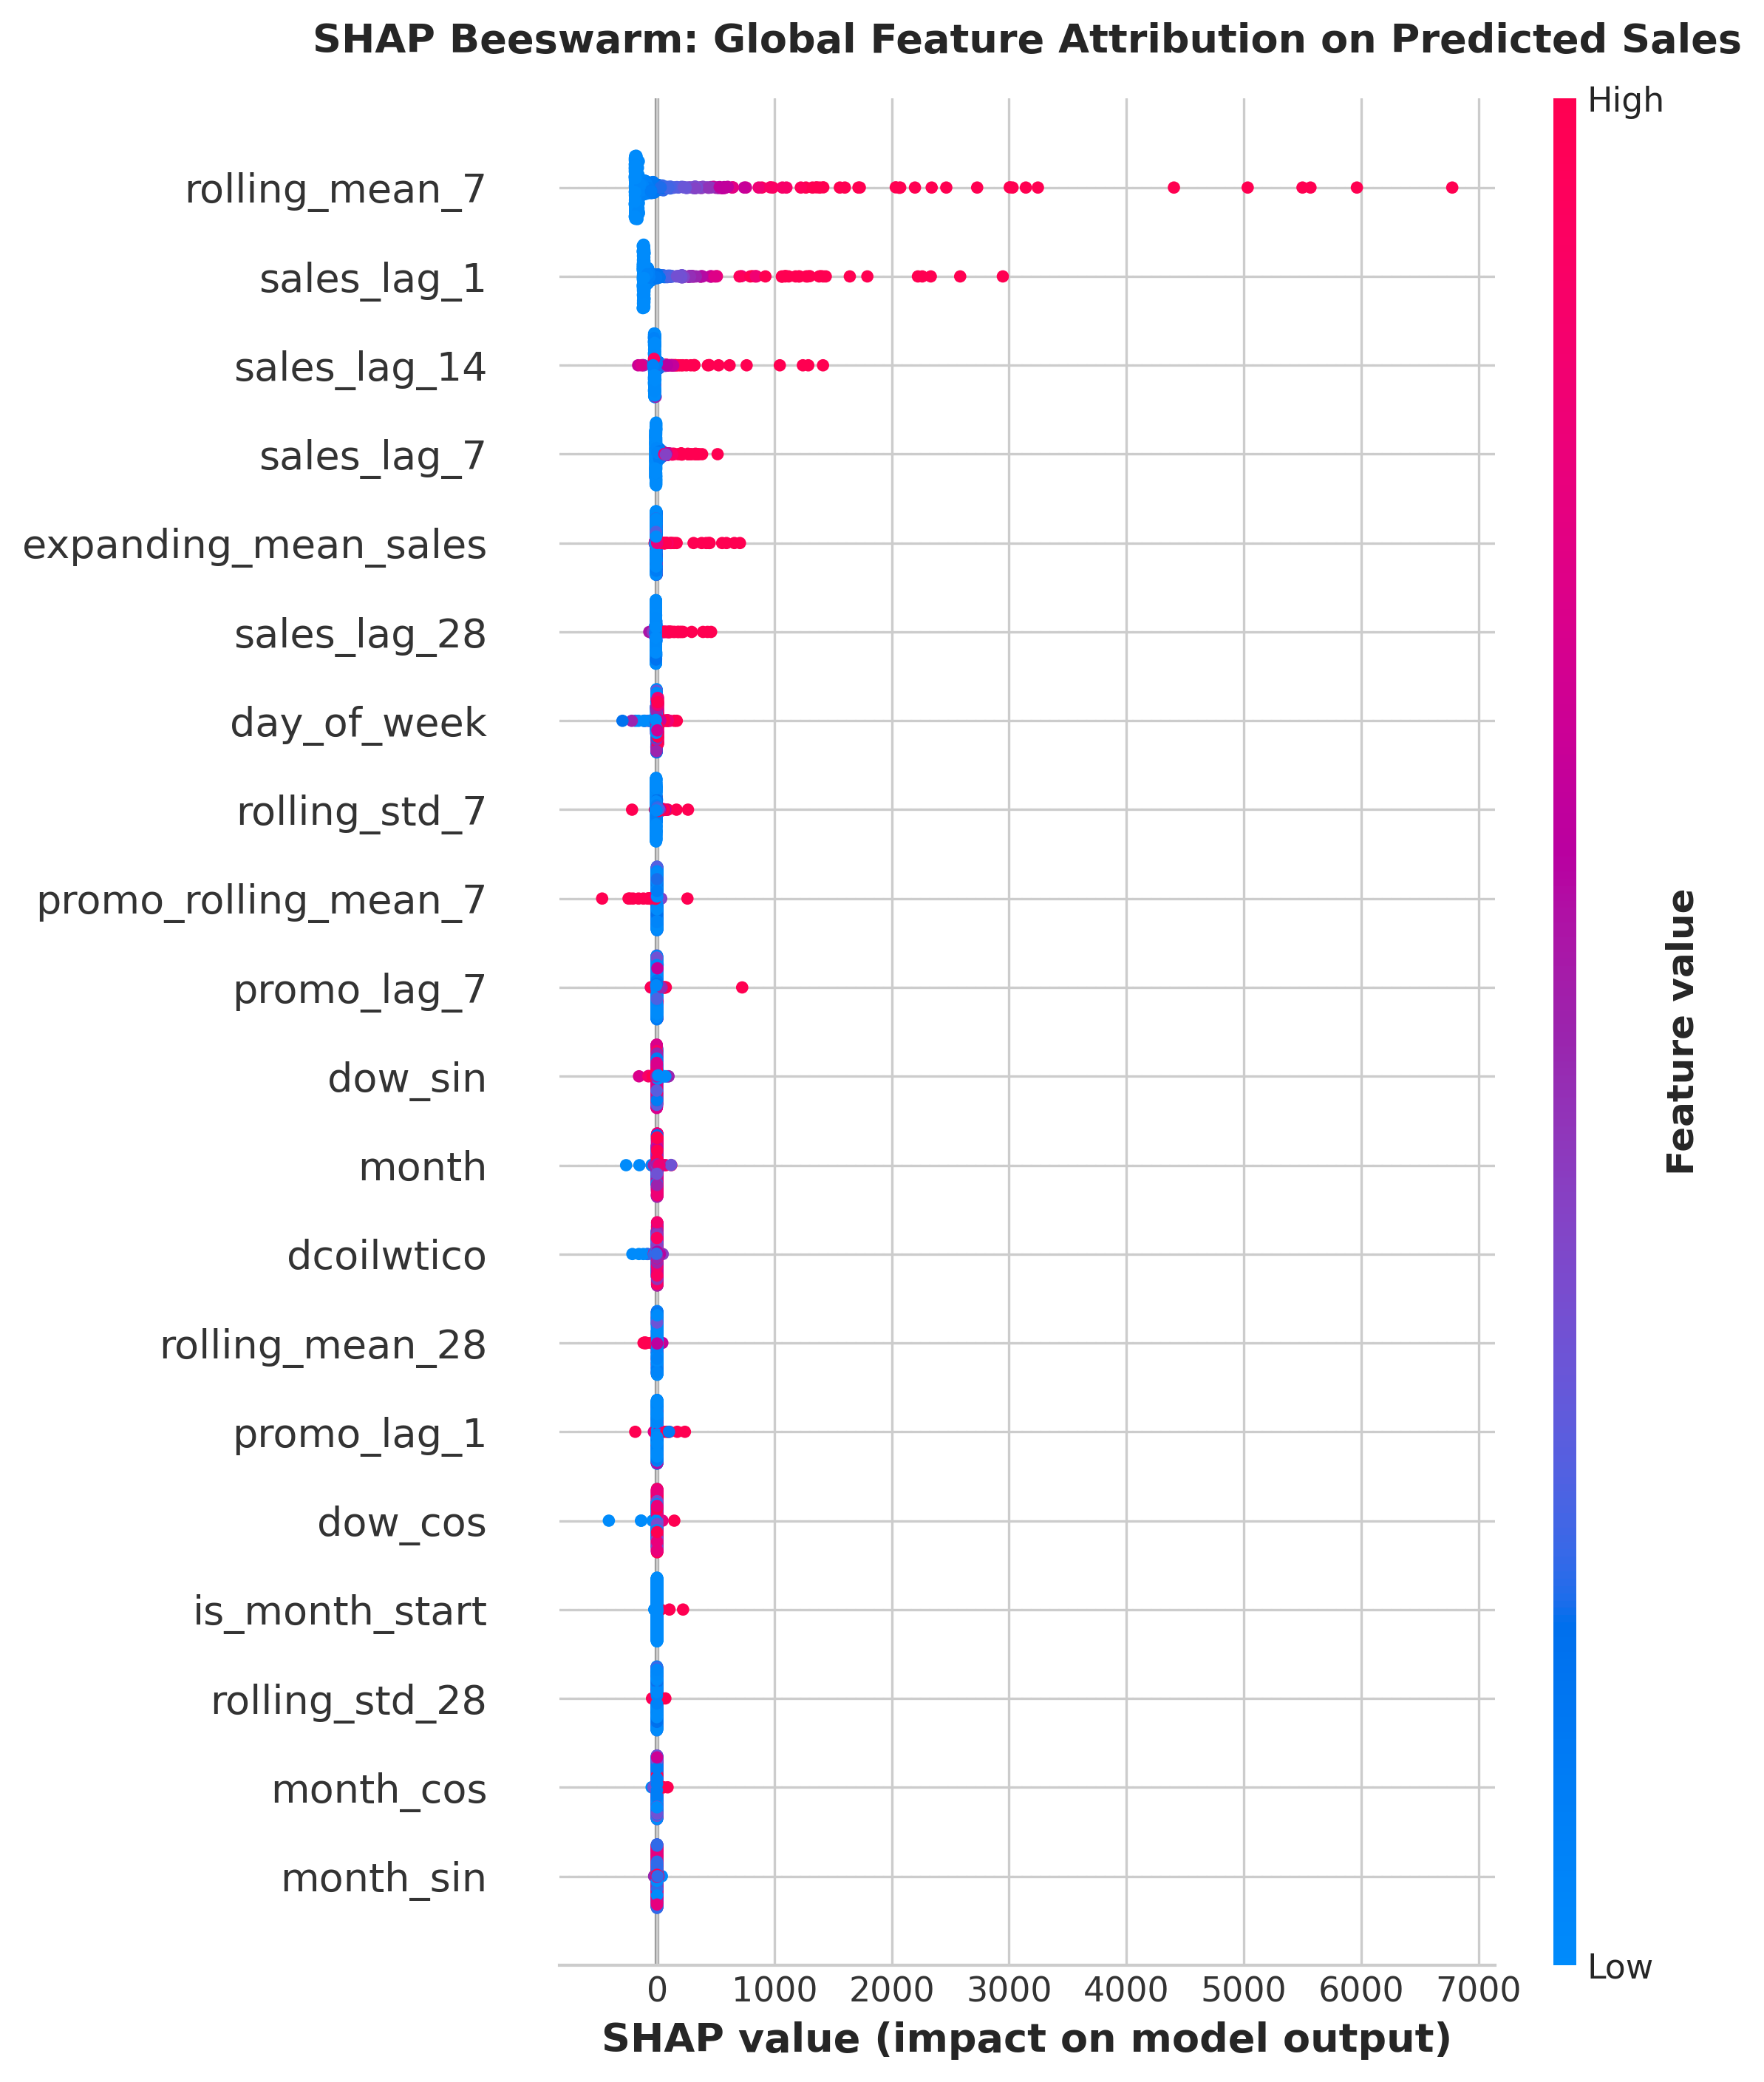 SHAP Beeswarm: Global Feature Attribution on Predicted Sales
High
rolling_mean_7
sales_lag_1
sales_lag_14
sales_lag_7
expanding_mean_sales
sales_lag_28
day_of_week
rolling_std_7
promo_rolling_mean_7
promo_lag_7
dow_sin
month
dcoilwtico
rolling_mean_28
promo_lag_1
dow_cos
is_month_start
rolling_std_28
month_cos
month_sin
Feature value
Low
0 1000 2000 3000 4000 5000 6000 7000
SHAP value (impact on model output)